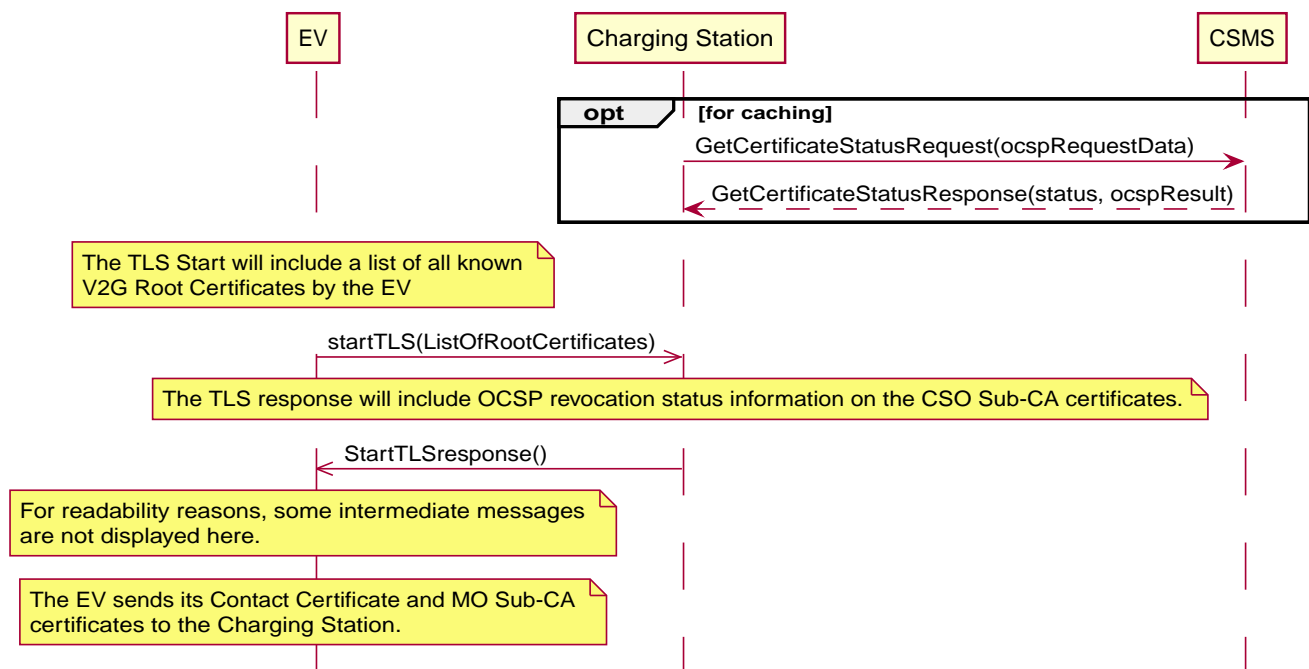 EV
Charging Station
CSMS
opt
[for caching]
GetCertificateStatusRequest(ocspRequestData)
GetCertificateStatusResponse(status, ocspResult)
The TLS Start will include a list of all known
V2G Root Certificates by the EV
startTLS(ListOfRootCertificates)
The TLS response will include OCSP revocation status information on the CSO Sub-CA certificates.
StartTLSresponse()
For readability reasons, some intermediate messages
are not displayed here.
The EV sends its Contact Certificate and MO Sub-CA
certificates to the Charging Station.